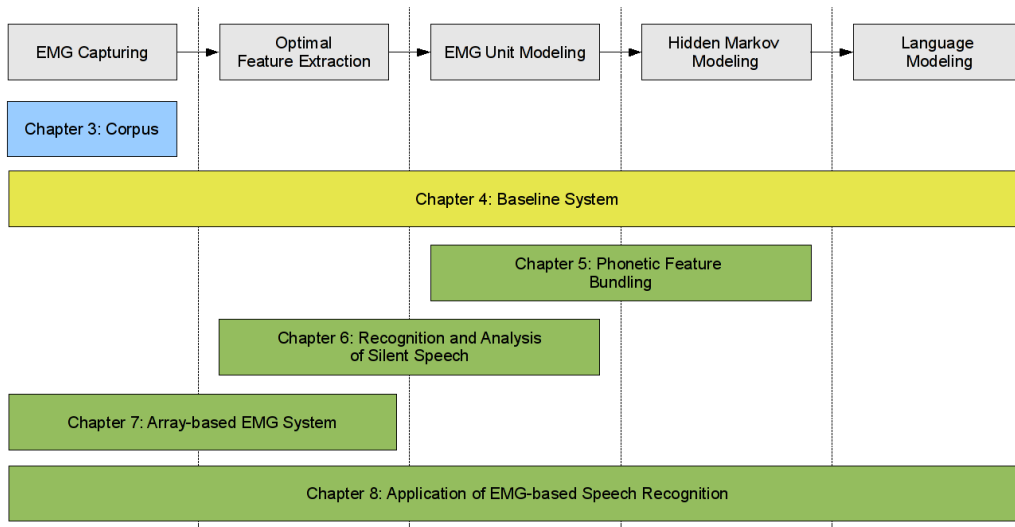 EMG Capturing
Optimal
Feature Extraction
EMG Unit Modeling
Hidden Markov
Modeling
Language
Modeling
Chapter 3: Corpus
Chapter 4: Baseline System
Chapter 5: Phonetic Feature
Bundling
Chapter 6: Recognition and Analysis
of Silent Speech
Chapter 7: Array-based EMG System
Chapter 8: Application of EMG-based Speech Recognition